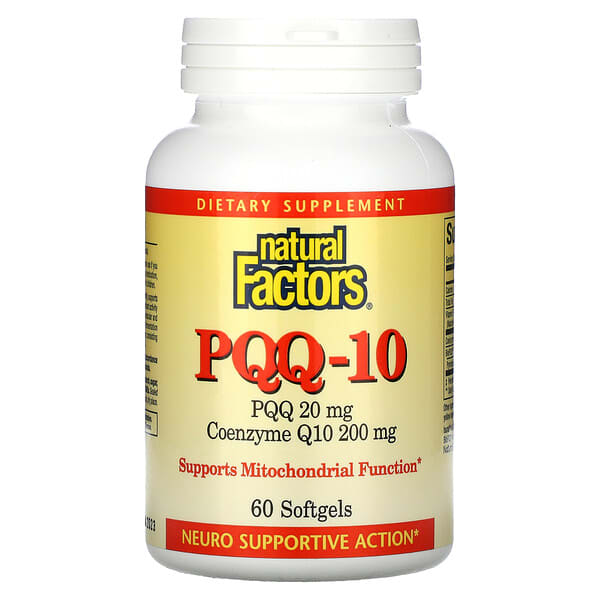 DIETARY SUPPLEMENT
natural
Factors®
PQQ-10
PQQ 20 mg
Coenzyme Q10 200 mg
Supports Mitochondrial Function*
60 Softgels
NEURO SUPPORTIVE ACTION*